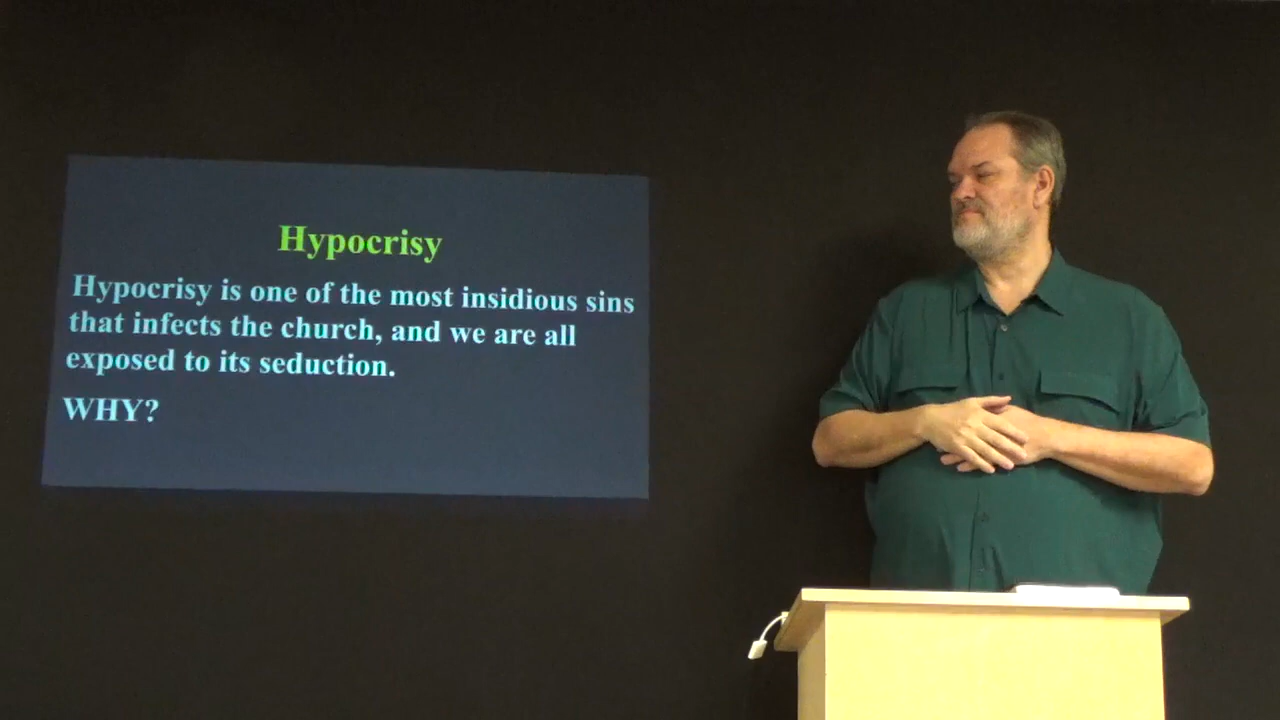 Hypocrisy
Hypocrisy is one of the most insidious sins
that infects the church, and we are all
exposed to its seduction.
WHY?